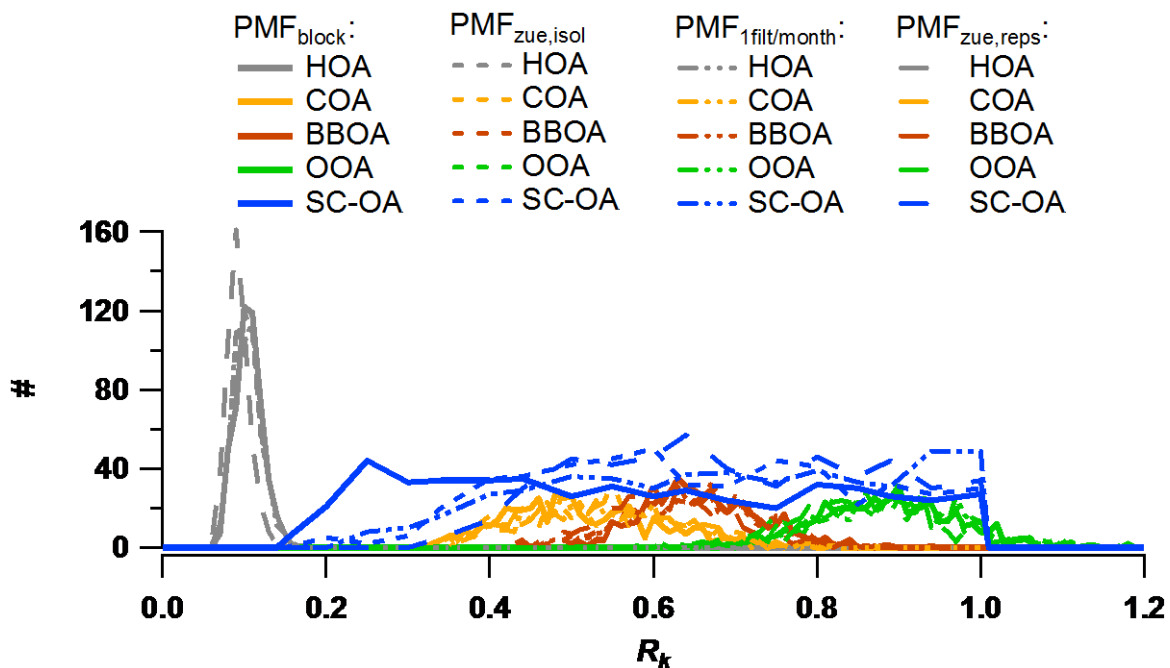 PMFblock: PMFzue,isol PMF1filt/month: PMFzue,reps:
HOA HOA HOA HOA
COA COA COA COA
BBOA BBOA BBOA BBOA
OOA OOA OOA OOA
SC-OA SC-OA SC-OA SC-OA
160
120
80
40
0
#
0.0 0.2 0.4 0.6 0.8 1.0 1.2
Rk